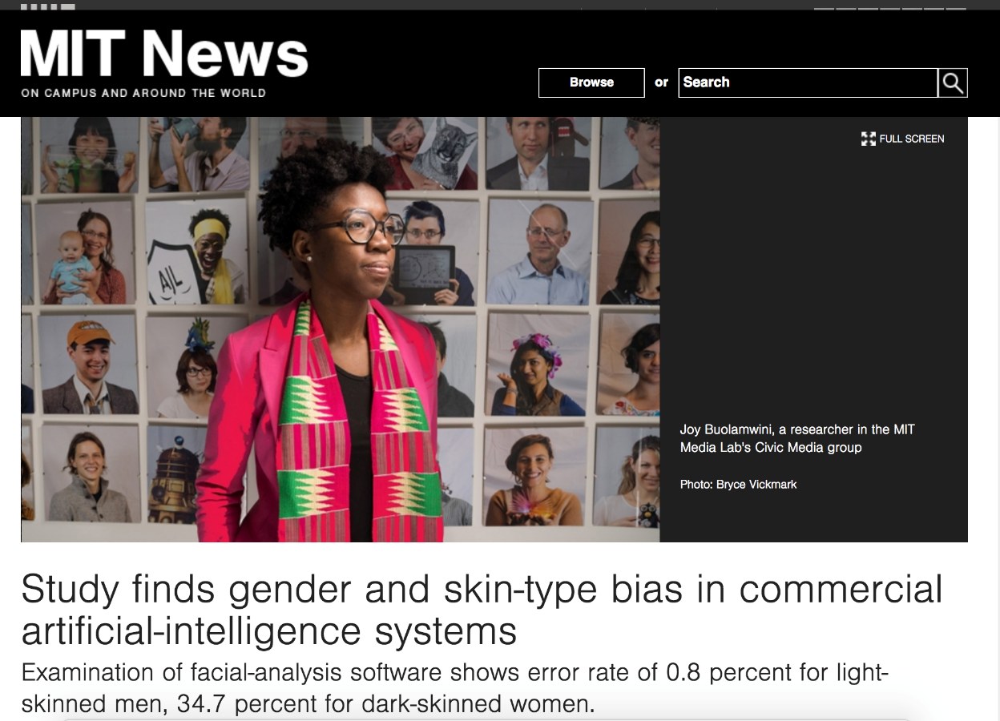 MIT News
ON CAMPUS AND AROUND THE WORLD
Browse or Search
FULL SCREEN
AJL
Joy Buolamwini, a researcher in the MIT
Media Lab's Civic Media group
Photo: Bryce Vickmark
Study finds gender and skin-type bias in commercial
artificial-intelligence systems
Examination of facial-analysis software shows error rate of 0.8 percent for light-
skinned men, 34.7 percent for dark-skinned women.